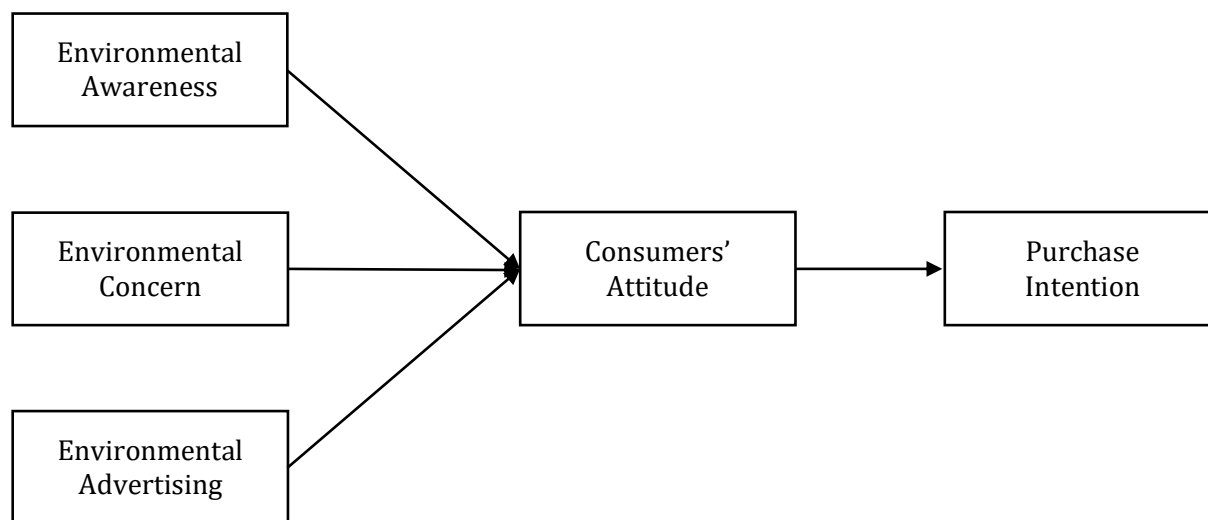 Environmental
Awareness
Environmental
Concern
Consumers’
Attitude
Purchase
Intention
Environmental
Advertising